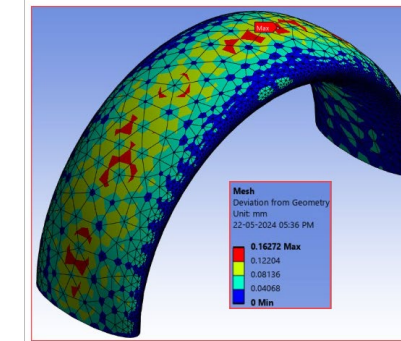 Max
Mesh
Deviation from Geometry
Unit: mm
22-05-2024 05:36 PM
0.16272 Max
0.12204
0.08136
0.04068
0 Min